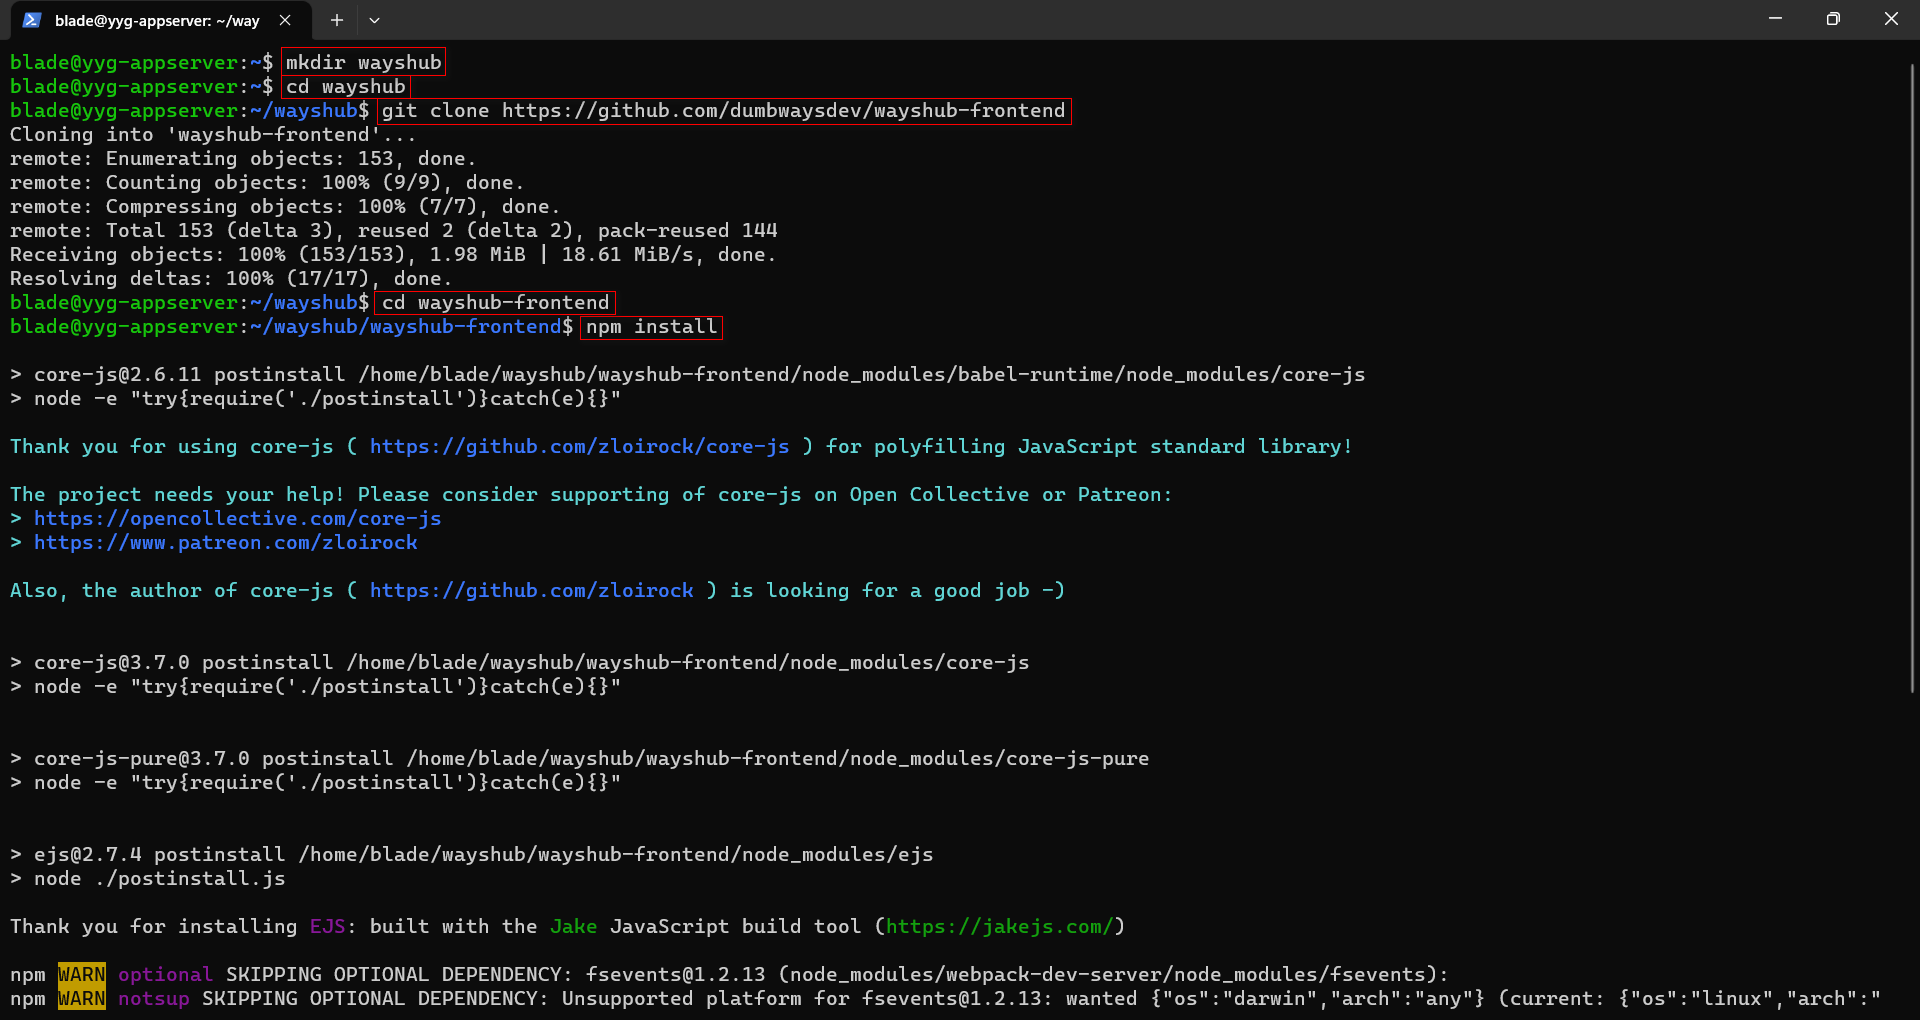 blade@yyg-appserver: ~/way
blade@yyg-appserver:~$ mkdir wayshub
blade@yyg-appserver:~$ cd wayshub
blade@yyg-appserver:~/wayshub$ git clone https://github.com/dumbwaysdev/wayshub-frontend
Cloning into 'wayshub-frontend'...
remote: Enumerating objects: 153, done.
remote: Counting objects: 100% (9/9), done.
remote: Compressing objects: 100% (7/7), done.
remote: Total 153 (delta 3), reused 2 (delta 2), pack-reused 144
Receiving objects: 100% (153/153), 1.98 MiB | 18.61 MiB/s, done.
Resolving deltas: 100% (17/17), done.
blade@yyg-appserver:~/wayshub$ cd wayshub-frontend
blade@yyg-appserver:~/wayshub/wayshub-frontend$ npm install
> core-js@2.6.11 postinstall /home/blade/wayshub/wayshub-frontend/node_modules/babel-runtime/node_modules/core-js
> node -e "try{require('./postinstall')}catch(e){}"
Thank you for using core-js ( https://github.com/zloirock/core-js ) for polyfilling JavaScript standard library!
The project needs your help! Please consider supporting of core-js on Open Collective or Patreon:
> https://opencollective.com/core-js
> https://www.patreon.com/zloirock
Also, the author of core-js ( https://github.com/zloirock ) is looking for a good job -)
> core-js@3.7.0 postinstall /home/blade/wayshub/wayshub-frontend/node_modules/core-js
> node -e "try{require('./postinstall')}catch(e){}"
> core-js-pure@3.7.0 postinstall /home/blade/wayshub/wayshub-frontend/node_modules/core-js-pure
> node -e "try{require('./postinstall')}catch(e){}"
> ejs@2.7.4 postinstall /home/blade/wayshub/wayshub-frontend/node_modules/ejs
> node ./postinstall.js
Thank you for installing EJS: built with the Jake JavaScript build tool (https://jakejs.com/)
npm WARN optional SKIPPING OPTIONAL DEPENDENCY: fsevents@1.2.13 (node_modules/webpack-dev-server/node_modules/fsevents):
npm WARN notsup SKIPPING OPTIONAL DEPENDENCY: Unsupported platform for fsevents@1.2.13: wanted {"os":"darwin","arch":"any"} (current: {"os":"linux","arch":"